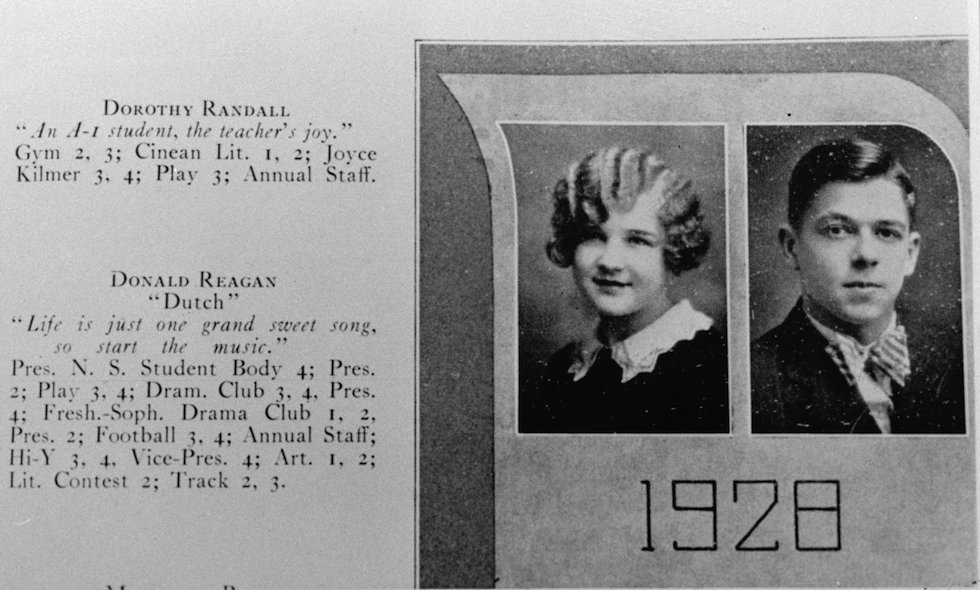 DOROTHY RANDALL
"An A-1 student, the teacher's joy."
Gym 2, 3; Cinean Lit. 1, 2; Joyce
Kilmer 3, 4; Play 3; Annual Staff.
DONALD REAGAN
"Dutch"
"Life is just one grand sweet song,
so start the music."
Pres. N. S. Student Body 4; Pres.
2; Play 3, 4; Dram. Club 3, 4, Pres.
4; Fresh.-Soph. Drama Club 1, 2,
Pres. 2; Football 3, 4; Annual Staff;
Hi-Y 3, 4, Vice-Pres. 4; Art. 1, 2;
Lit. Contest 2; Track 2, 3.
1928